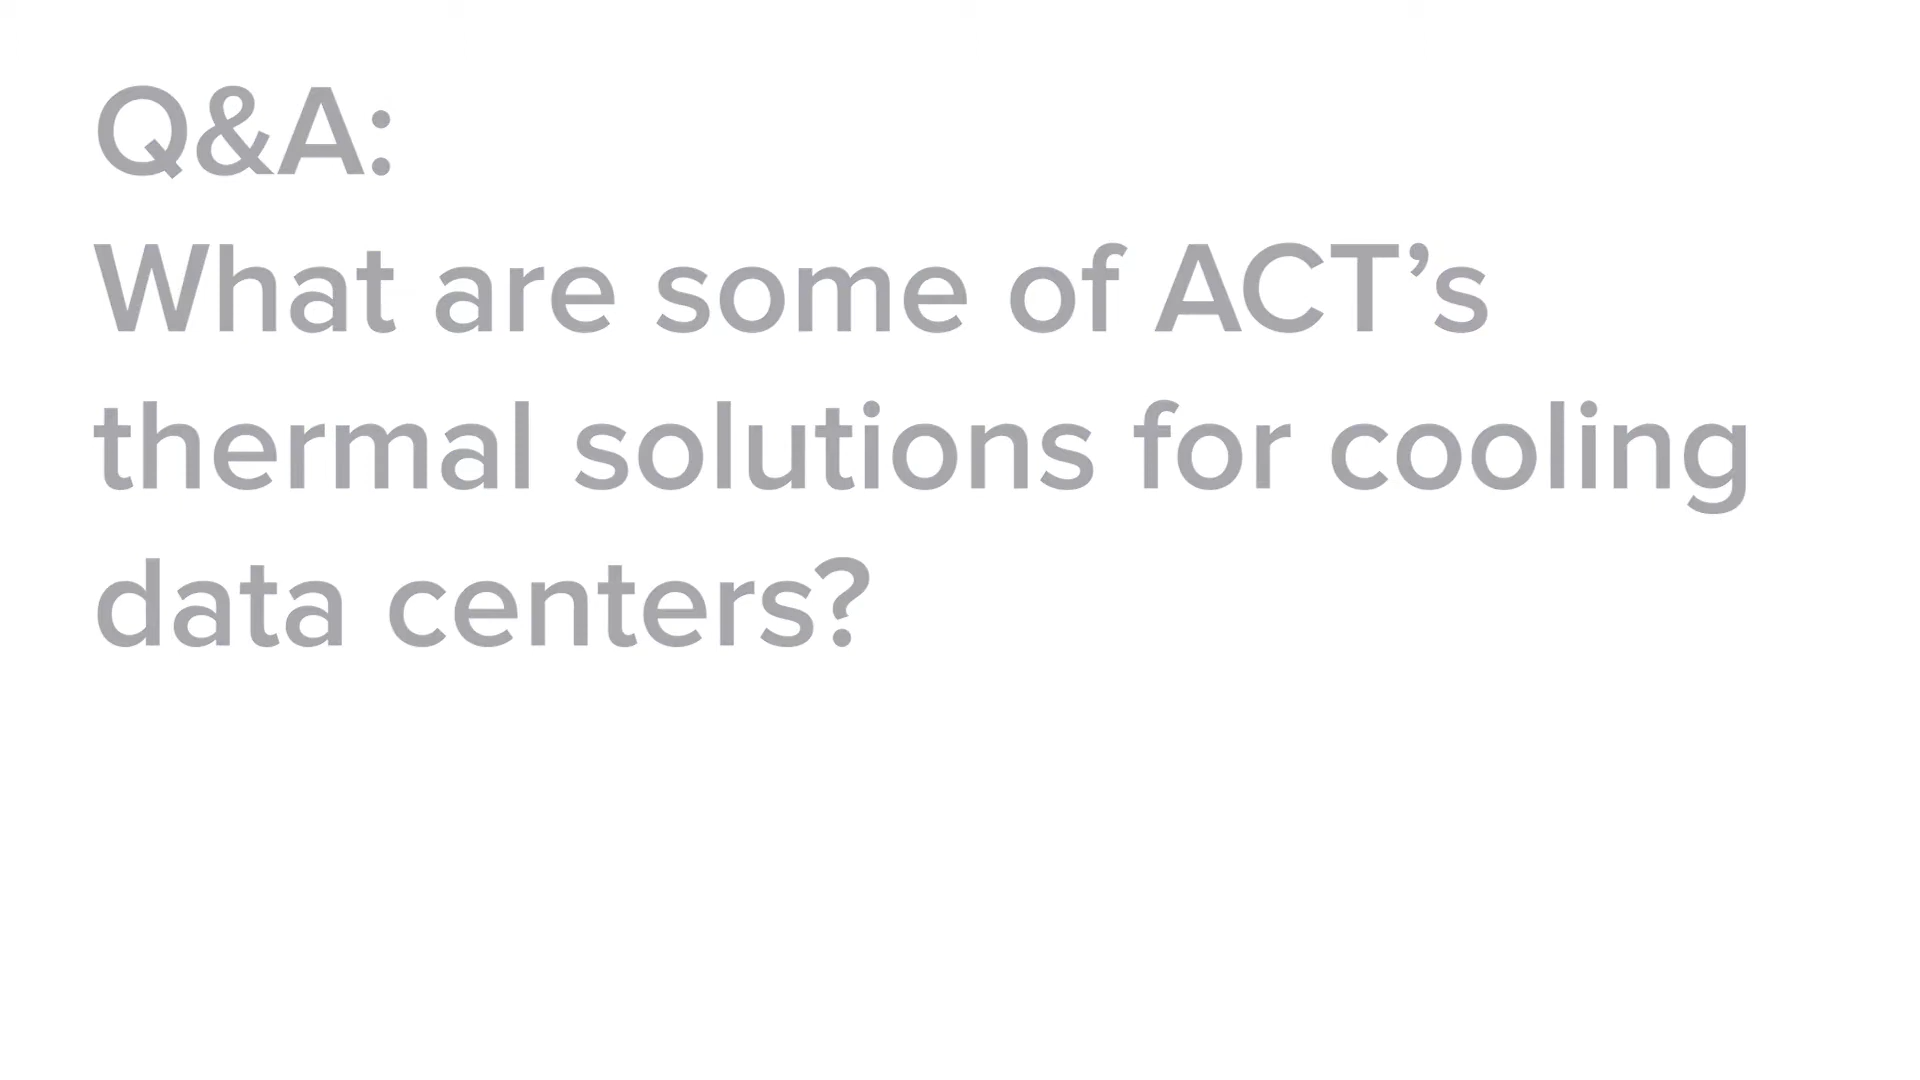 Q&A:
What are some of ACT’s
thermal solutions for cooling
data centers?